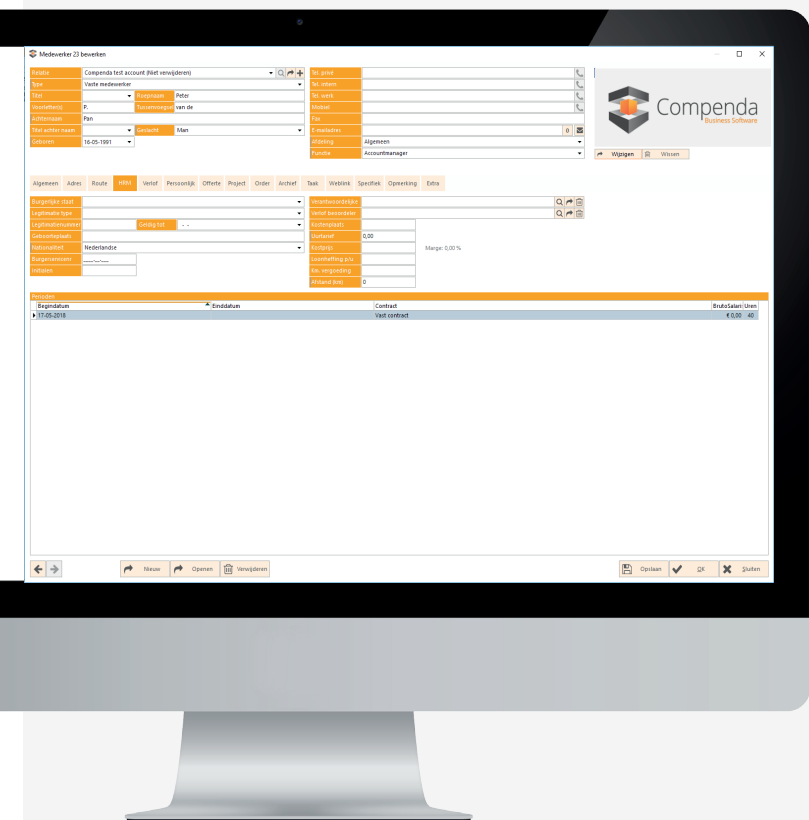 Medewerker 23 bewerken
Relatie Compenda test account (Niet verwijderen)
Type Vaste medewerker
Titel Roepnaam Peter
Voorletter(s) P. Tussenvoegsel van de
Achternaam Pan
Titel achter naam Geslacht Man
Geboren 16-05-1991
Tel. privé
Tel. intern
Tel. werk
Mobiel
Fax
E-mailadres 0
Afdeling Algemeen
Functie Accountmanager
Compenda
Business Software
Wijzigen Wissen
Algemeen Adres Route HRM Verlof Persoonlijk Offerte Project Order Archief Taak Weblink Specifiek Opmerking Extra
Burgerlijke staat
Legitimatie type
Legitimatienummer Geldig tot - -
Geboorteplaats
Nationaliteit Nederlandse
Burgerservicenr
Initialen
Verantwoordelijke
Verlof beoordeler
Kostenplaats
Uurtarief 0,00
Kostprijs Marge: 0,00 %
Loonheffing p/u
Km. vergoeding
Afstand (km) 0
Perioden
Begindatum Einddatum Contract BrutoSalari Uren
17-05-2018 Vast contract € 0,00 40
Nieuw Openen Verwijderen Opslaan OK Sluiten